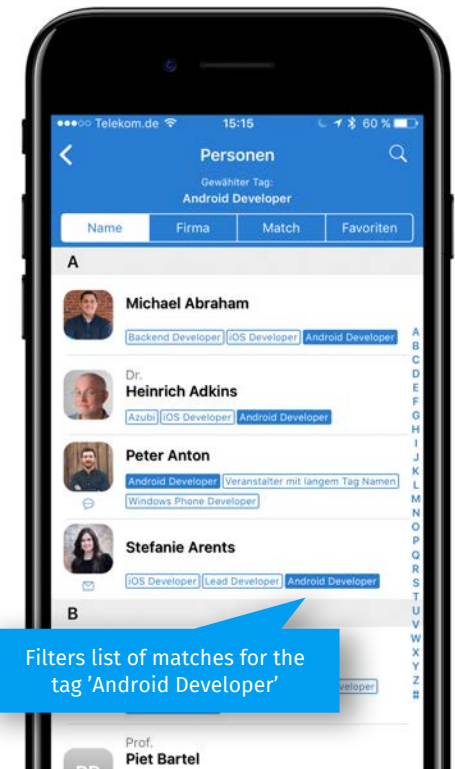 Telekom.de 15:15 60 %
Personen
Gewählter Tag:
Android Developer
Name Firma Match Favoriten
A
Michael Abraham
Backend Developer iOS Developer Android Developer
Dr.
Heinrich Adkins
Azubi iOS Developer Android Developer
Peter Anton
Android Developer Veranstalter mit langem Tag Namen
Windows Phone Developer
Stefanie Arents
iOS Developer Lead Developer Android Developer
B
Filters list of matches for the
tag ’Android Developer’
Prof.
Piet Bartel
A
B
C
D
E
F
G
H
I
J
K
L
M
N
O
P
Q
R
S
T
U
V
W
X
Y
Z
#